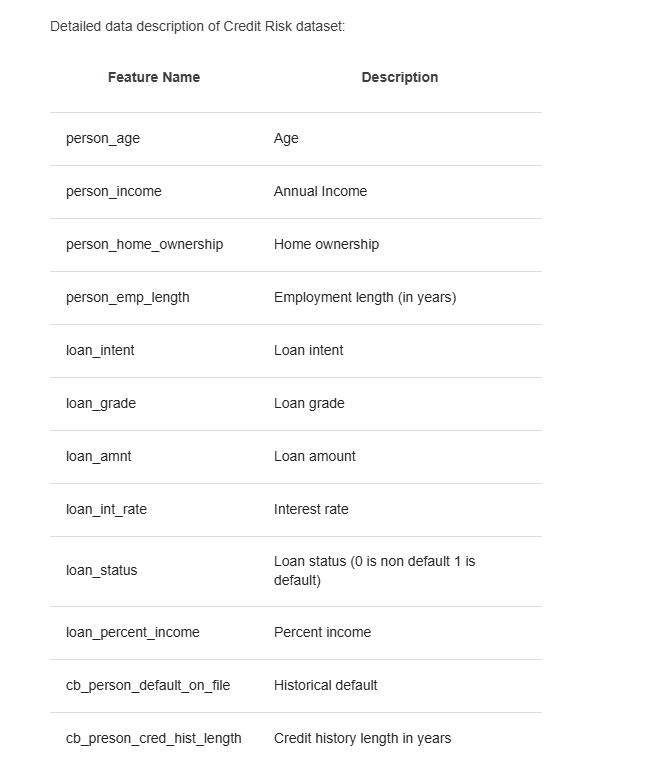 Detailed data description of Credit Risk dataset:
Feature Name Description
person_age Age
person_income Annual Income
person_home_ownership Home ownership
person_emp_length Employment length (in years)
loan_intent Loan intent
loan_grade Loan grade
loan_amnt Loan amount
loan_int_rate Interest rate
loan_status Loan status (0 is non default 1 is
default)
loan_percent_income Percent income
cb_person_default_on_file Historical default
cb_preson_cred_hist_length Credit history length in years